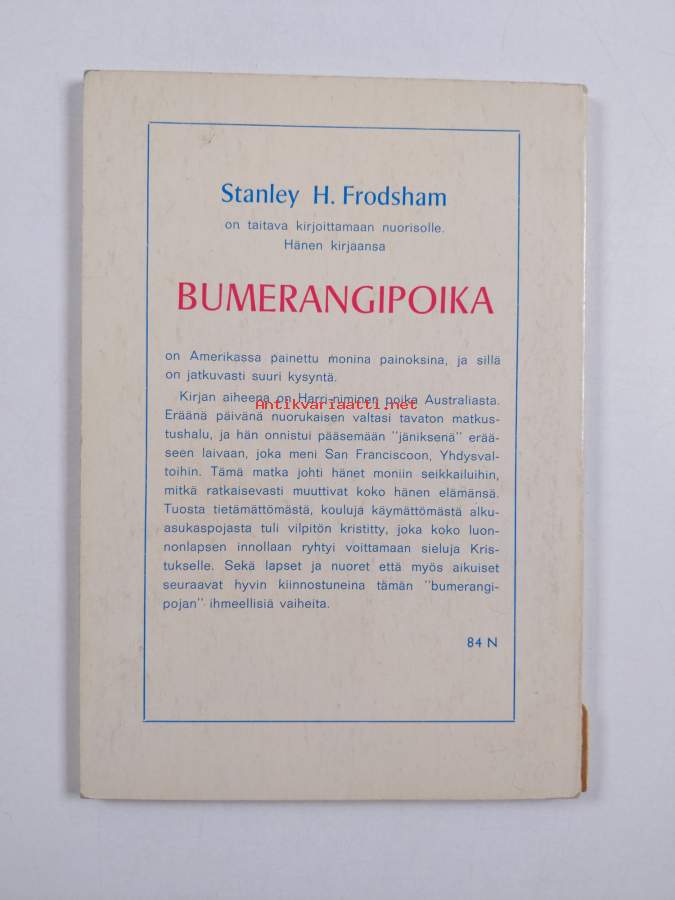 Stanley H. Frodsham
on taitava kirjoittamaan nuorisolle.
Hänen kirjaansa
BUMERANGIPOIKA
on Amerikassa painettu monina painoksina, ja sillä
on jatkuvasti suuri kysyntä.
Kirjan aiheena on Harri-niminen poika Australiasta.
Antikvariaatti.net
Eräänä päivänä nuorukaisen valtasi tavaton matkus-
tushalu, ja hän onnistui pääsemään "jäniksenä" erää-
seen laivaan, joka meni San Franciscoon, Yhdysval-
toihin. Tämä matka johti hänet moniin seikkailuihin,
mitkä ratkaisevasti muuttivat koko hänen elämänsä.
Tuosta tietämättömästä, kouluja käymättömästä alku-
asukaspojasta tuli vilpitön kristitty, joka koko luon-
nonlapsen innollaan ryhtyi voittamaan sieluja Kris-
tukselle. Sekä lapset ja nuoret että myös aikuiset
seuraavat hyvin kiinnostuneina tämän "bumerangi-
pojan" ihmeellisiä vaiheita.
84 N